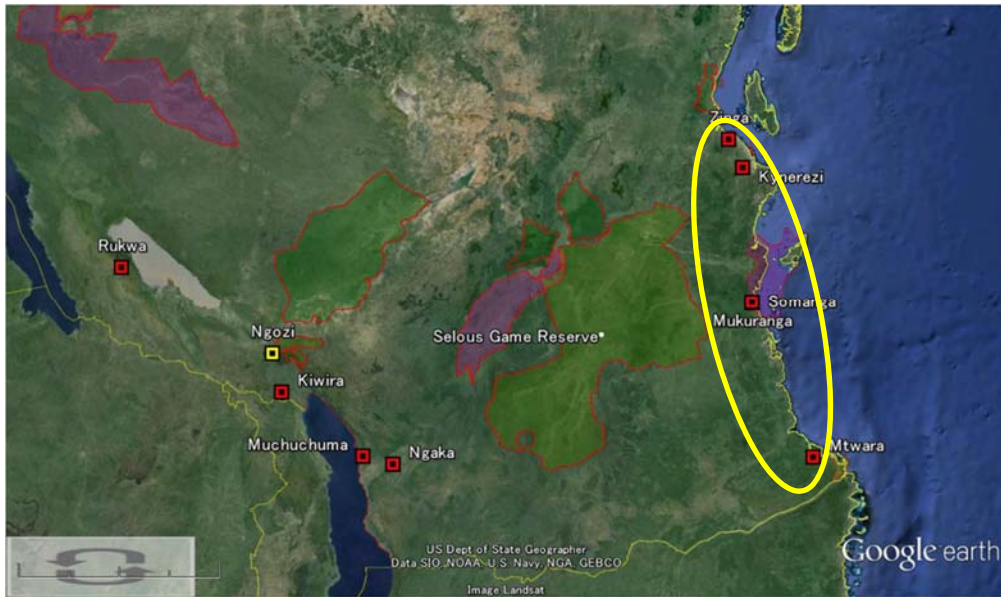 Zinga
Kynerezi
Rukwa
Somanga
Mukuranga
Selous Game Reserve
Ngozi
Kiwira
Muchuchuma
Ngaka
Mtwara
US Dept of State Geographer
Data SIO, NOAA, U.S. Navy, NGA, GEBCO
Image Landsat
Google earth